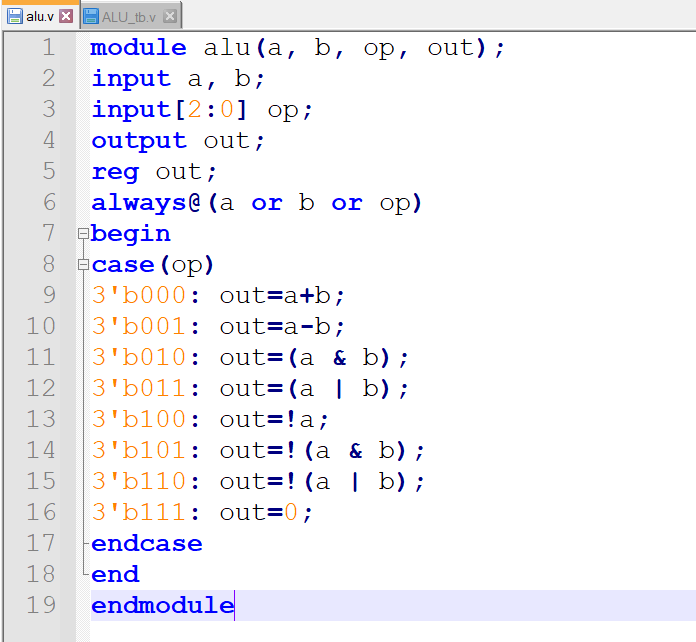 alu.v ALU_tb.v
1 module alu(a, b, op, out);
2 input a, b;
3 input[2:0] op;
4 output out;
5 reg out;
6 always@(a or b or op)
7 begin
8 case(op)
9 3'b000: out=a+b;
10 3'b001: out=a-b;
11 3'b010: out=(a & b);
12 3'b011: out=(a | b);
13 3'b100: out=!a;
14 3'b101: out=!(a & b);
15 3'b110: out=!(a | b);
16 3'b111: out=0;
17 endcase
18 end
19 endmodule